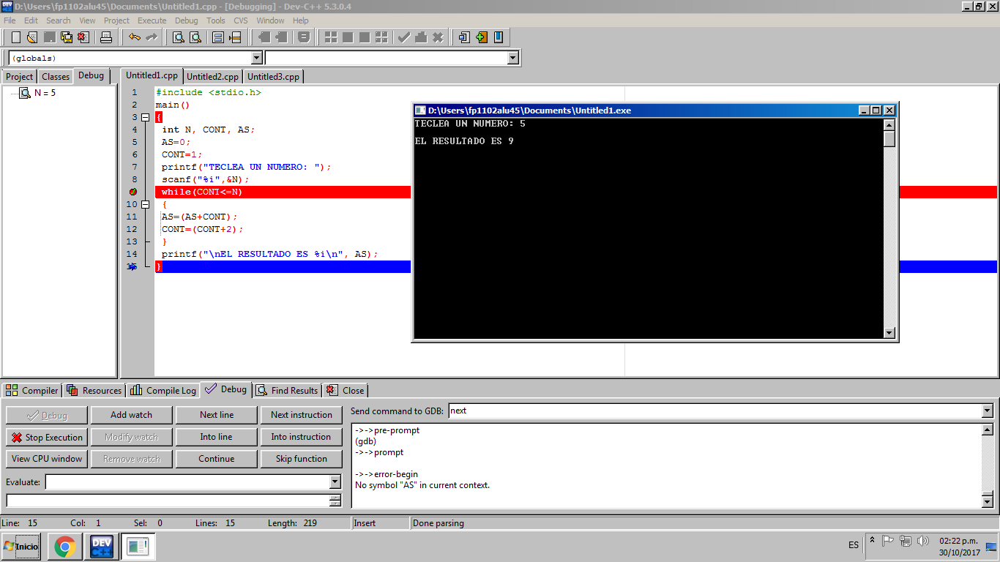 D:\Users\fp1102alu45\Documents\Untitled1.cpp - [Debugging] - Dev-C++ 5.3.0.4
File Edit Search View Project Execute Debug Tools CVS Window Help
(globals)
Project Classes Debug Untitled1.cpp Untitled2.cpp Untitled3.cpp
N = 5
1 #include <stdio.h>
2 main()
3 {
4 int N, CONT, AS;
5 AS=0;
6 CONT=1;
7 printf("TECLEA UN NUMERO: ");
8 scanf("%i",&N);
while(CONT<=N)
10 {
11 AS=(AS+CONT);
12 CONT=(CONT+2);
13 }
14 printf("\nEL RESULTADO ES %i\n", AS);
15 }
D:\Users\fp1102alu45\Documents\Untitled1.exe
TECLEA UN NUMERO: 5
EL RESULTADO ES 9
Compiler Resources Compile Log Debug Find Results Close
Debug Add watch Next line Next instruction
Stop Execution Modify watch Into line Into instruction
View CPU window Remove watch Continue Skip function
Evaluate:
Send command to GDB: next
->->pre-prompt
(gdb)
->->prompt
->->error-begin
No symbol "AS" in current context.
Line: 15 Col: 1 Sel: 0 Lines: 15 Length: 219 Insert Done parsing
Inicio DEV C++ ES 02:22 p.m.
30/10/2017